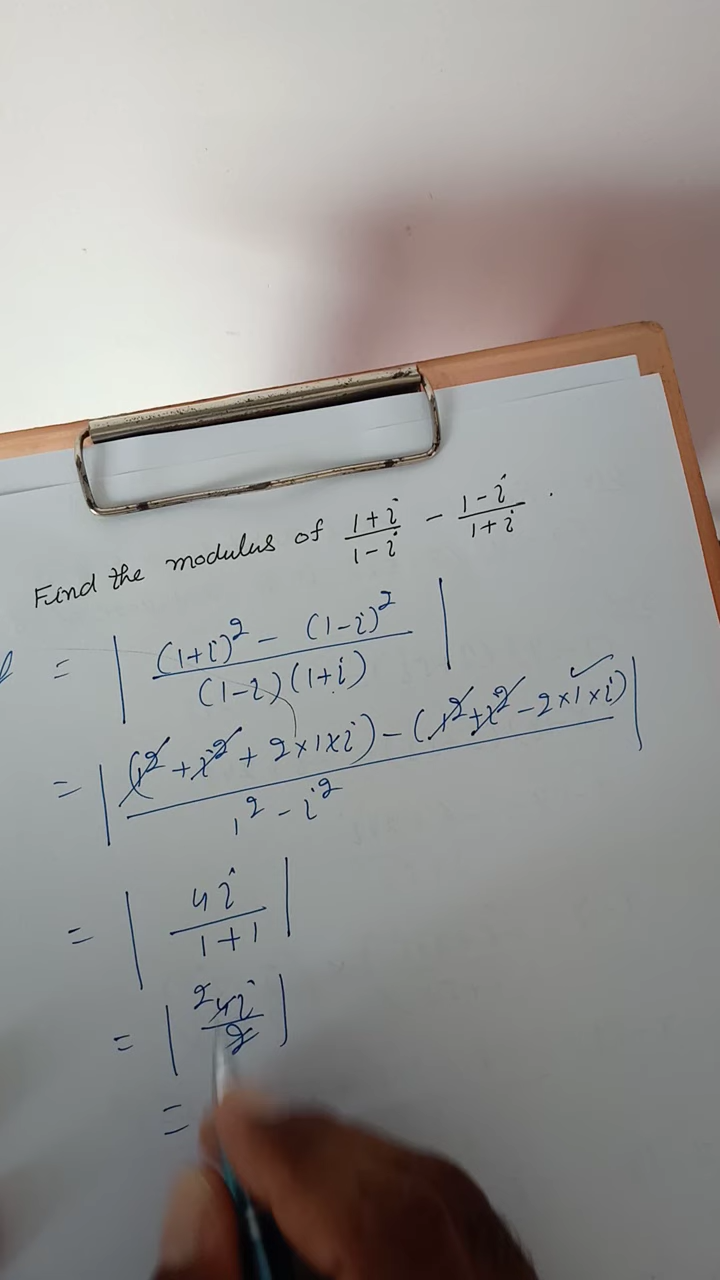 Find the modulus of (1+i)/(1-i) - (1-i)/(1+i) .
= | ((1+i)² - (1-i)²)/((1-i)(1+i)) |
= | ((1²+i²+2×1×i)-(1²+i²-2×1×i))/(1²-i²) |
= | 4i/(1+1) |
= | 2 4i/2 |
=